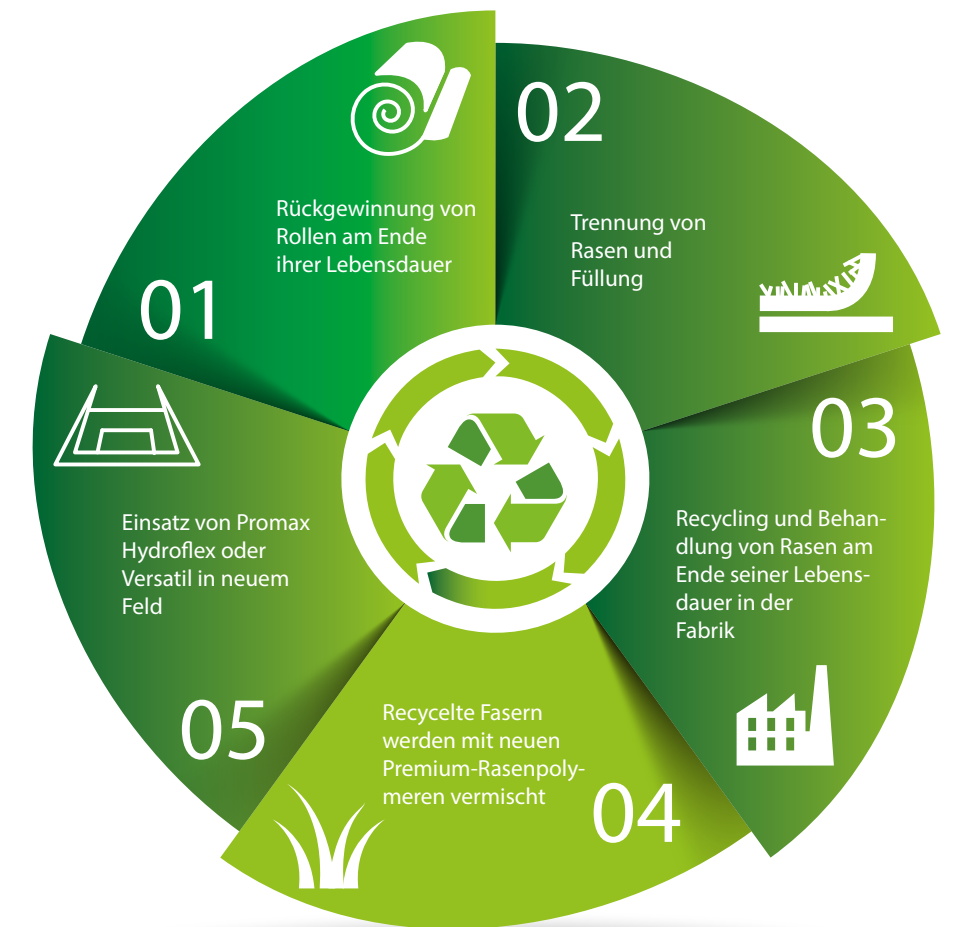 01
Rückgewinnung von
Rollen am Ende
ihrer Lebensdauer
02
Trennung von
Rasen und
Füllung
03
Recycling und Behan-
dlung von Rasen am
Ende seiner Lebens-
dauer in der
Fabrik
04
Recycelte Fasern
werden mit neuen
Premium-Rasenpoly-
meren vermischt
05
Einsatz von Promax
Hydroflex oder
Versatil in neuem
Feld